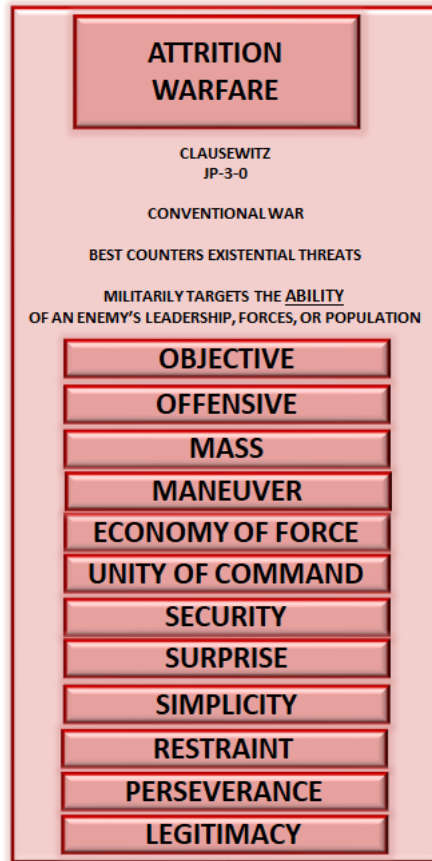 ATTRITION
WARFARE
CLAUSEWITZ
JP-3-0
CONVENTIONAL WAR
BEST COUNTERS EXISTENTIAL THREATS
MILITARILY TARGETS THE ABILITY
OF AN ENEMY'S LEADERSHIP, FORCES, OR POPULATION
OBJECTIVE
OFFENSIVE
MASS
MANEUVER
ECONOMY OF FORCE
UNITY OF COMMAND
SECURITY
SURPRISE
SIMPLICITY
RESTRAINT
PERSEVERANCE
LEGITIMACY